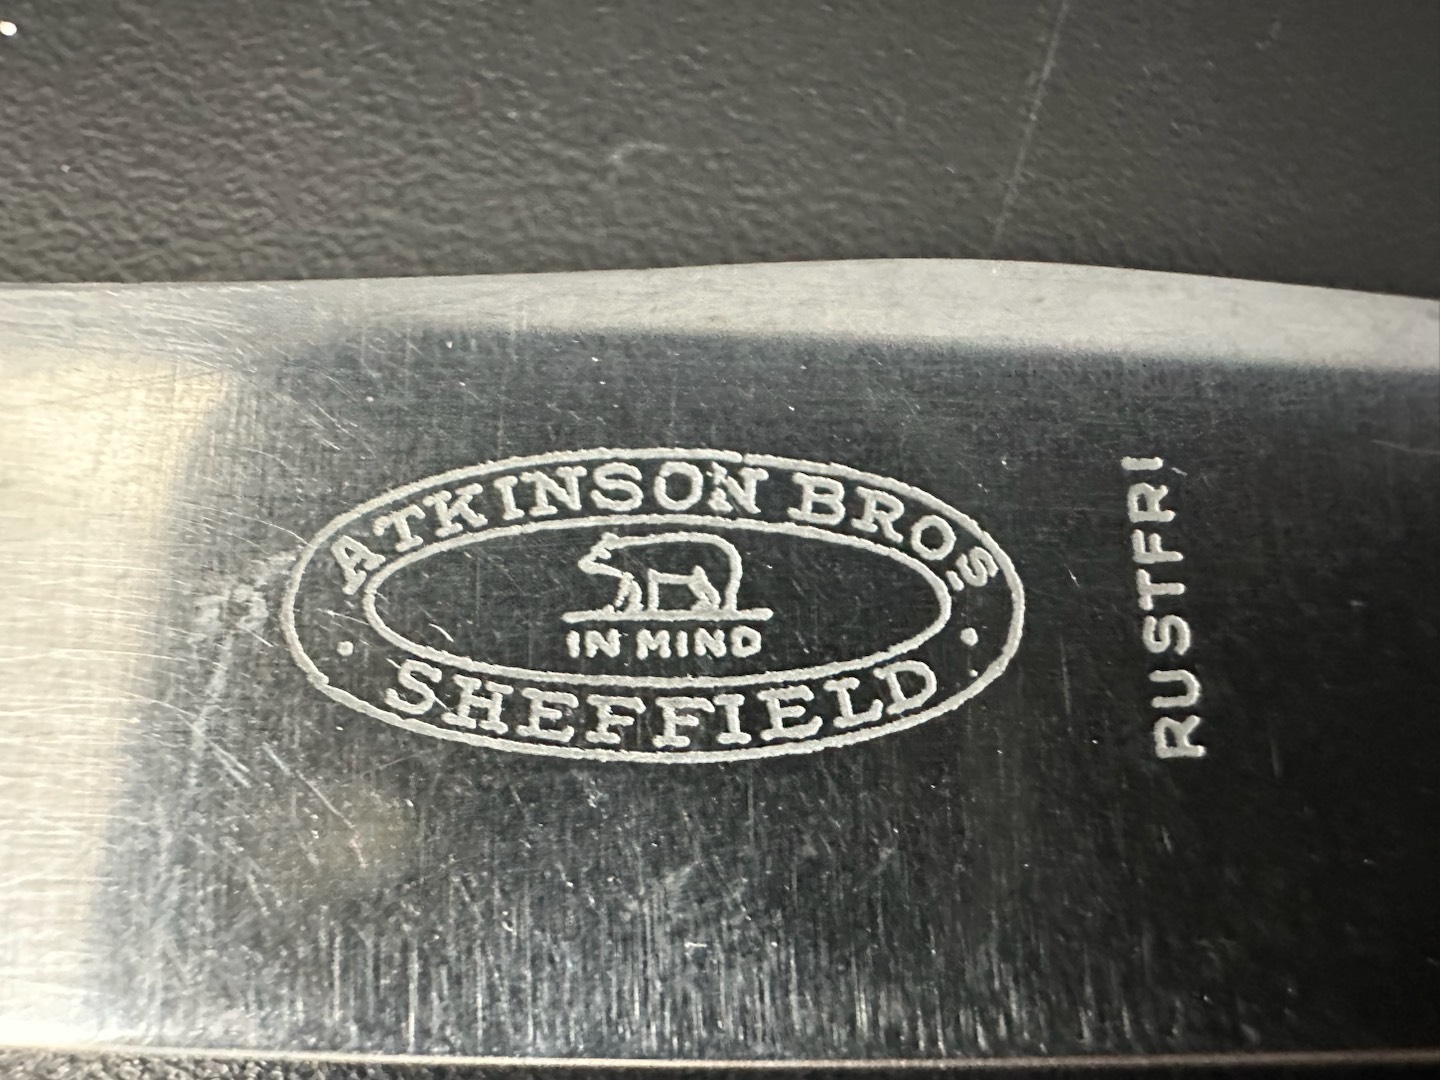 ATKINSON BROS
IN MIND
SHEFFIELD
RUSTFRI